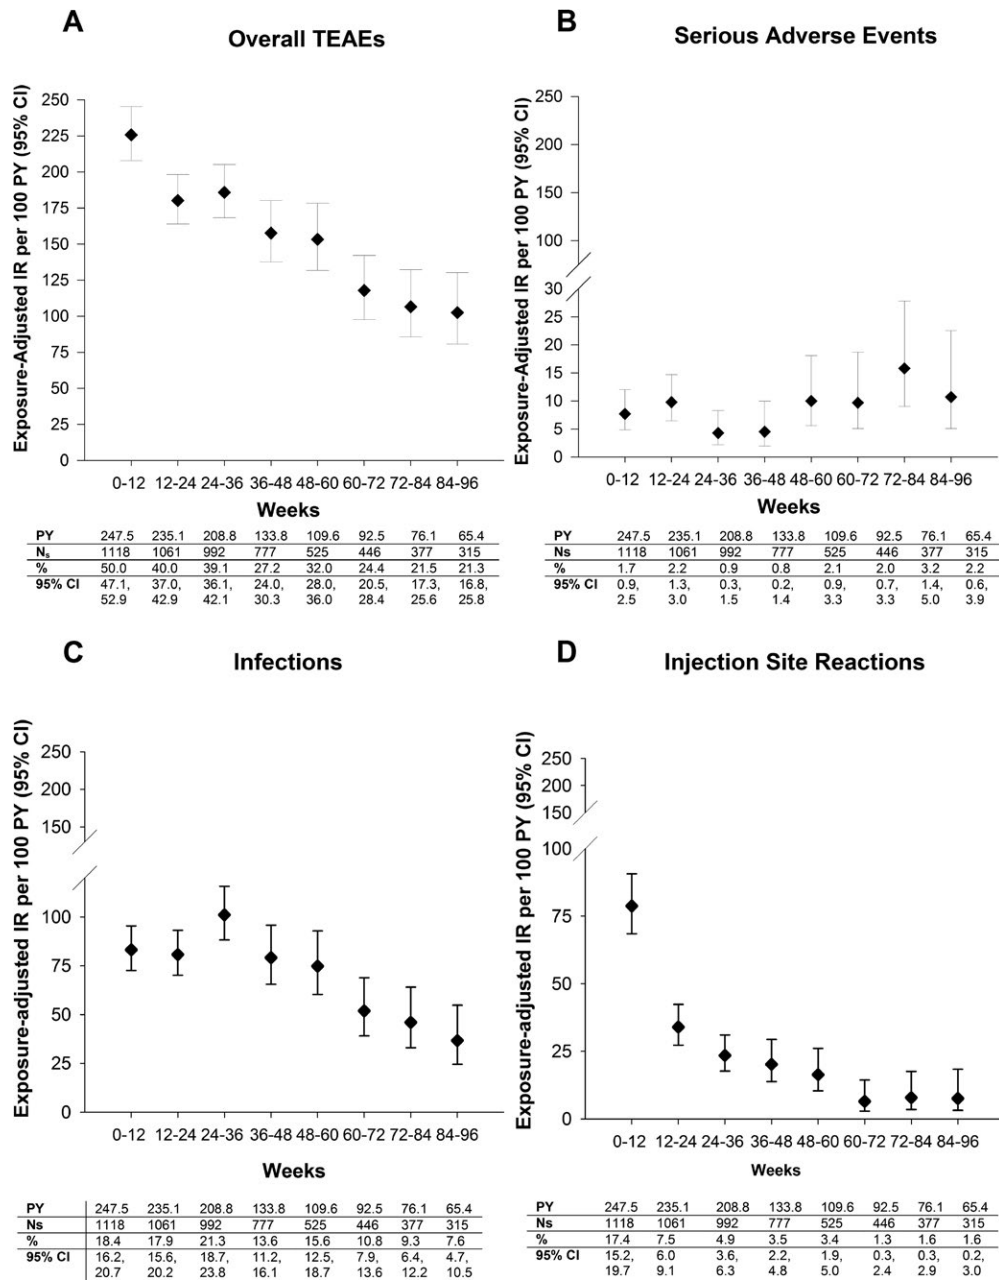 A
Overall TEAEs
Exposure-Adjusted IR per 100 PY (95% CI)
250
225
200
175
150
125
100
75
50
25
0
0-12 12-24 24-36 36-48 48-60 60-72 72-84 84-96
Weeks
PY 247.5 235.1 208.8 133.8 109.6 92.5 76.1 65.4
Ns 1118 1061 992 777 525 446 377 315
% 50.0 40.0 39.1 27.2 32.0 24.4 21.5 21.3
95% CI 47.1, 37.0, 36.1, 24.0, 28.0, 20.5, 17.3, 16.8,
52.9 42.9 42.1 30.3 36.0 28.4 25.6 25.8
B
Serious Adverse Events
Exposure-Adjusted IR per 100 PY (95% CI)
250
200
150
100
30
25
20
15
10
5
0
0-12 12-24 24-36 36-48 48-60 60-72 72-84 84-96
Weeks
PY 247.5 235.1 208.8 133.8 109.6 92.5 76.1 65.4
Ns 1118 1061 992 777 525 446 377 315
% 1.7 2.2 0.9 0.8 2.1 2.0 3.2 2.2
95% CI 0.9, 1.3, 0.3, 0.2, 0.9, 0.7, 1.4, 0.6,
2.5 3.0 1.5 1.4 3.3 3.3 5.0 3.9
C
Infections
Exposure-adjusted IR per 100 PY (95% CI)
250
200
150
100
75
50
25
0
0-12 12-24 24-36 36-48 48-60 60-72 72-84 84-96
Weeks
PY 247.5 235.1 208.8 133.8 109.6 92.5 76.1 65.4
Ns 1118 1061 992 777 525 446 377 315
% 18.4 17.9 21.3 13.6 15.6 10.8 9.3 7.6
95% CI 16.2, 15.6, 18.7, 11.2, 12.5, 7.9, 6.4, 4.7,
20.7 20.2 23.8 16.1 18.7 13.6 12.2 10.5
D
Injection Site Reactions
Exposure-adjusted IR per 100 PY (95% CI)
250
200
150
100
75
50
25
0
0-12 12-24 24-36 36-48 48-60 60-72 72-84 84-96
Weeks
PY 247.5 235.1 208.8 133.8 109.6 92.5 76.1 65.4
Ns 1118 1061 992 777 525 446 377 315
% 17.4 7.5 4.9 3.5 3.4 1.3 1.6 1.6
95% CI 15.2, 6.0 3.6, 2.2, 1.9, 0.3, 0.3, 0.2,
19.7 9.1 6.3 4.8 5.0 2.4 2.9 3.0